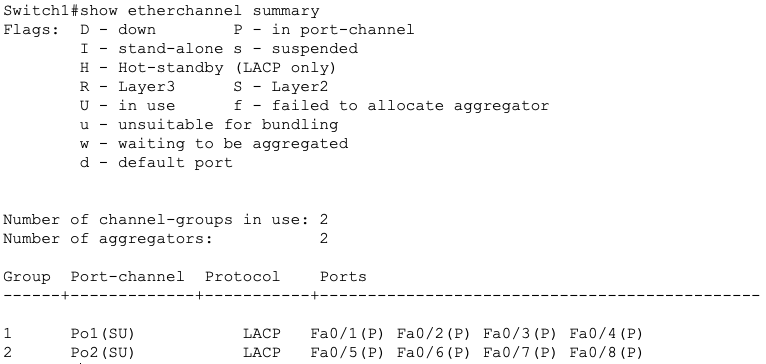 Switch1#show etherchannel summary
Flags:  D - down        P - in port-channel
        I - stand-alone s - suspended
        H - Hot-standby (LACP only)
        R - Layer3      S - Layer2
        U - in use      f - failed to allocate aggregator
        u - unsuitable for bundling
        w - waiting to be aggregated
        d - default port
Number of channel-groups in use: 2
Number of aggregators:           2
Group  Port-channel  Protocol    Ports
------+-------------+-----------+----------------------------------------------
1      Po1(SU)           LACP   Fa0/1(P) Fa0/2(P) Fa0/3(P) Fa0/4(P)
2      Po2(SU)           LACP   Fa0/5(P) Fa0/6(P) Fa0/7(P) Fa0/8(P)